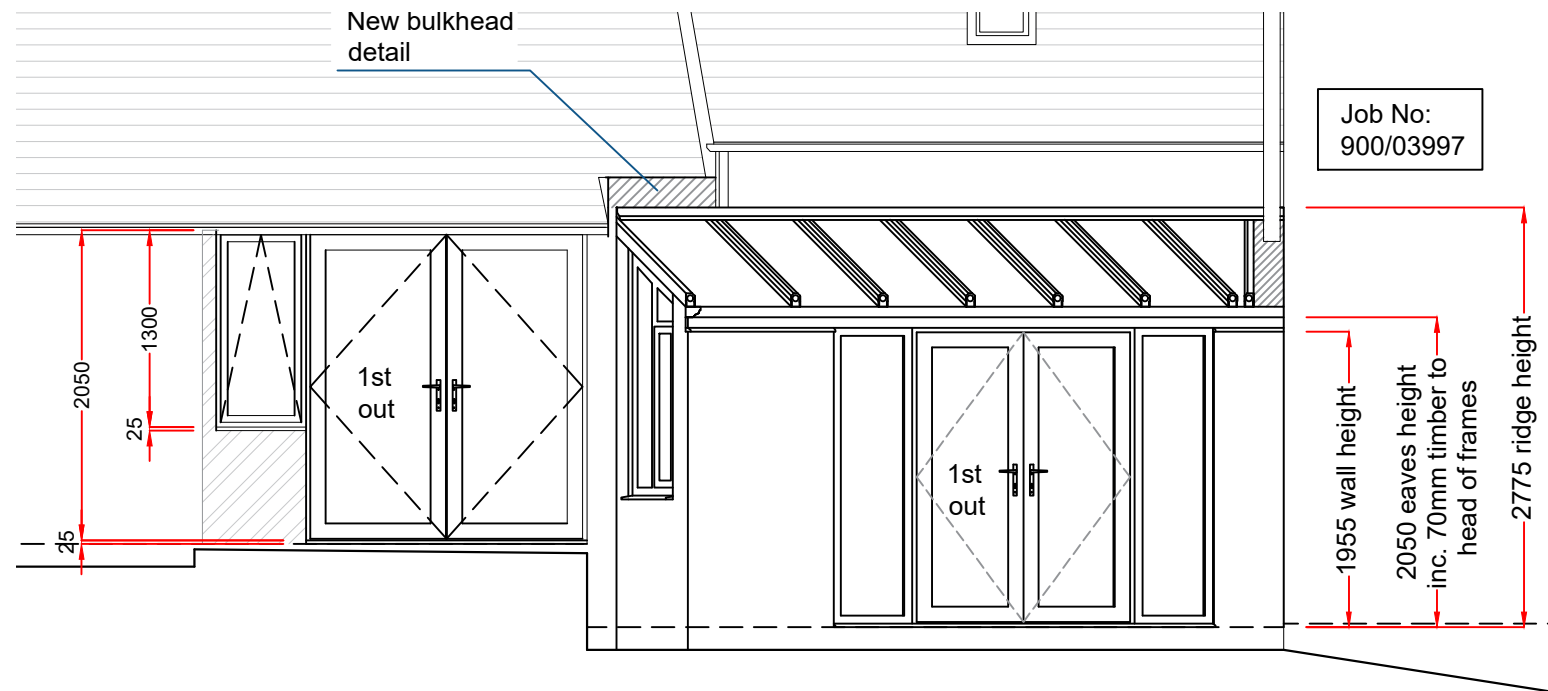 New bulkhead
detail
Job No:
900/03997
2050
1300
25
25
1st
out
1st
out
1955 wall height
2050 eaves height
inc. 70mm timber to
head of frames
2775 ridge height